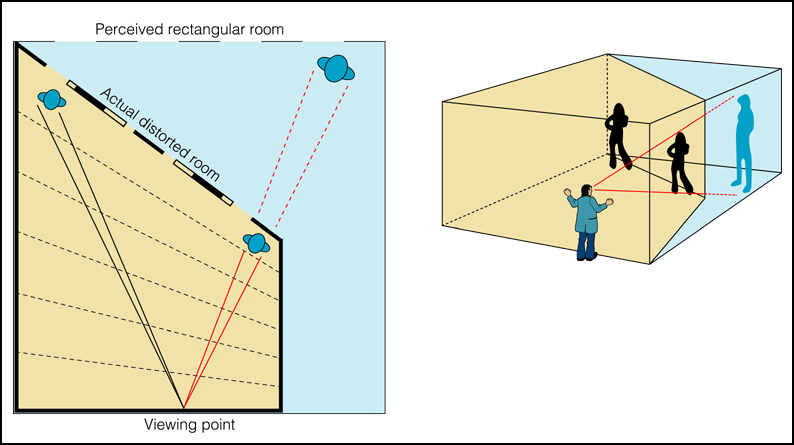 Perceived rectangular room
Actual distorted room
Viewing point